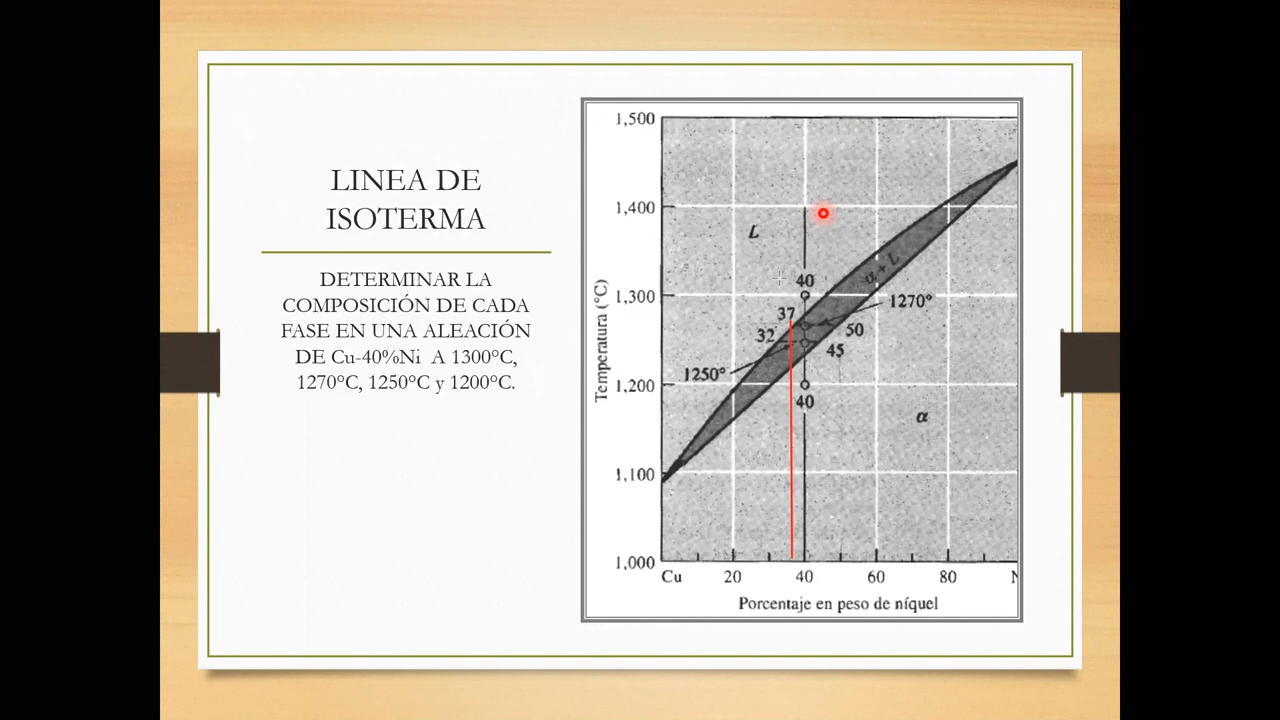 LINEA DE
ISOTERMA
DETERMINAR LA
COMPOSICIÓN DE CADA
FASE EN UNA ALEACIÓN
DE Cu-40%Ni A 1300°C,
1270°C, 1250°C y 1200°C.
1,500
1,400
L
α + L
40
1,300
1270°
37
50
32
45
1250°
1,200
40
α
1,100
1,000
Cu 20 40 60 80 N
Temperatura (°C)
Porcentaje en peso de níquel